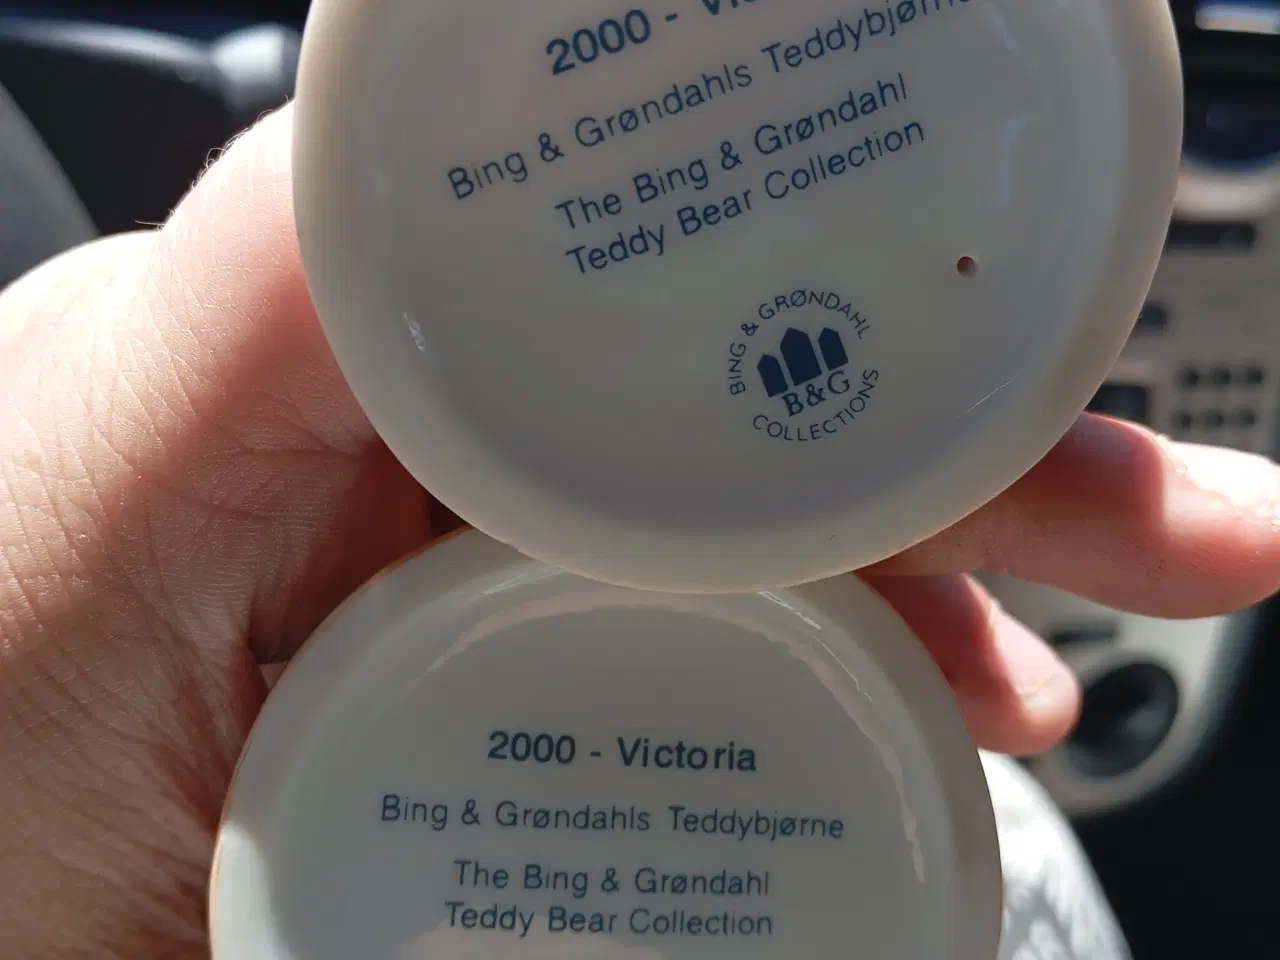 2000 - Vic
Bing & Grøndahls Teddybjørne
The Bing & Grøndahl
Teddy Bear Collection
BING & GRØNDAHL
B&G
COLLECTIONS
2000 - Victoria
Bing & Grøndahls Teddybjørne
The Bing & Grøndahl
Teddy Bear Collection